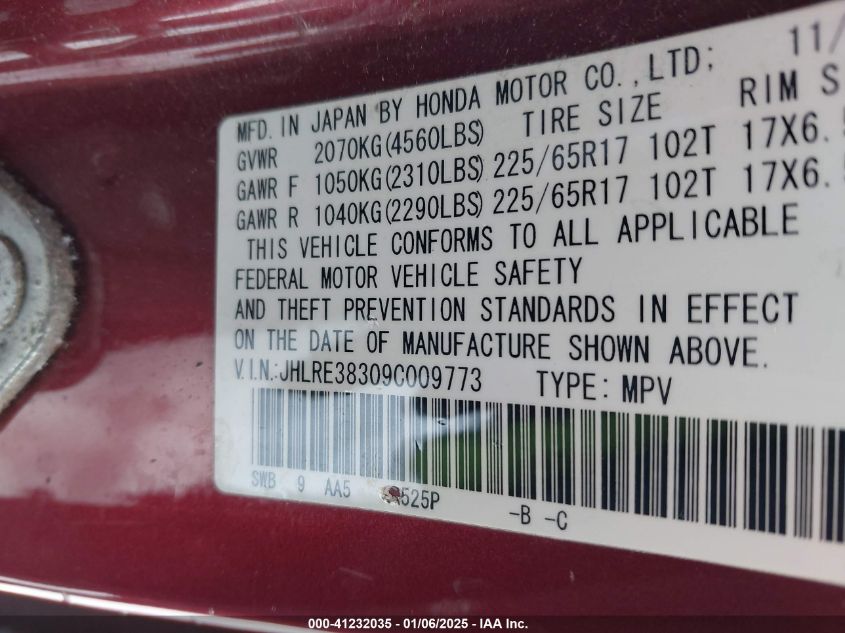 MFD. IN JAPAN BY HONDA MOTOR CO.,LTD; 11/
GVWR 2070KG(4560LBS) TIRE SIZE RIM S
GAWR F 1050KG(2310LBS) 225/65R17 102T 17X6.5
GAWR R 1040KG(2290LBS) 225/65R17 102T 17X6.5
THIS VEHICLE CONFORMS TO ALL APPLICABLE
FEDERAL MOTOR VEHICLE SAFETY
AND THEFT PREVENTION STANDARDS IN EFFECT
ON THE DATE OF MANUFACTURE SHOWN ABOVE.
V.I.N.:JHLRE38309C009773 TYPE: MPV
SWB 9 AA5 525P -B -C
000-41232035 - 01/06/2025 - IAA Inc.